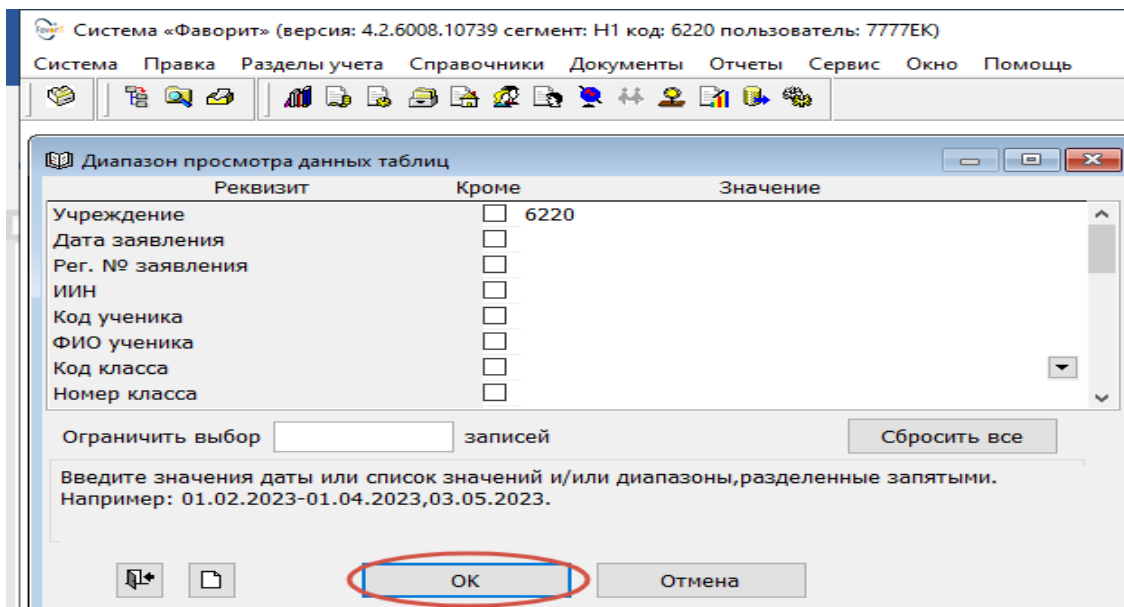 Система «Фаворит» (версия: 4.2.6008.10739 сегмент: Н1 код: 6220 пользователь: 7777ЕК)
Система Правка Разделы учета Справочники Документы Отчеты Сервис Окно Помощь
Диапазон просмотра данных таблиц
Реквизит Кроме Значение
Учреждение 6220
Дата заявления
Рег. № заявления
ИИН
Код ученика
ФИО ученика
Код класса
Номер класса
Ограничить выбор записей Сбросить все
Введите значения даты или список значений и/или диапазоны,разделенные запятыми.
Например: 01.02.2023-01.04.2023,03.05.2023.
ОК Отмена